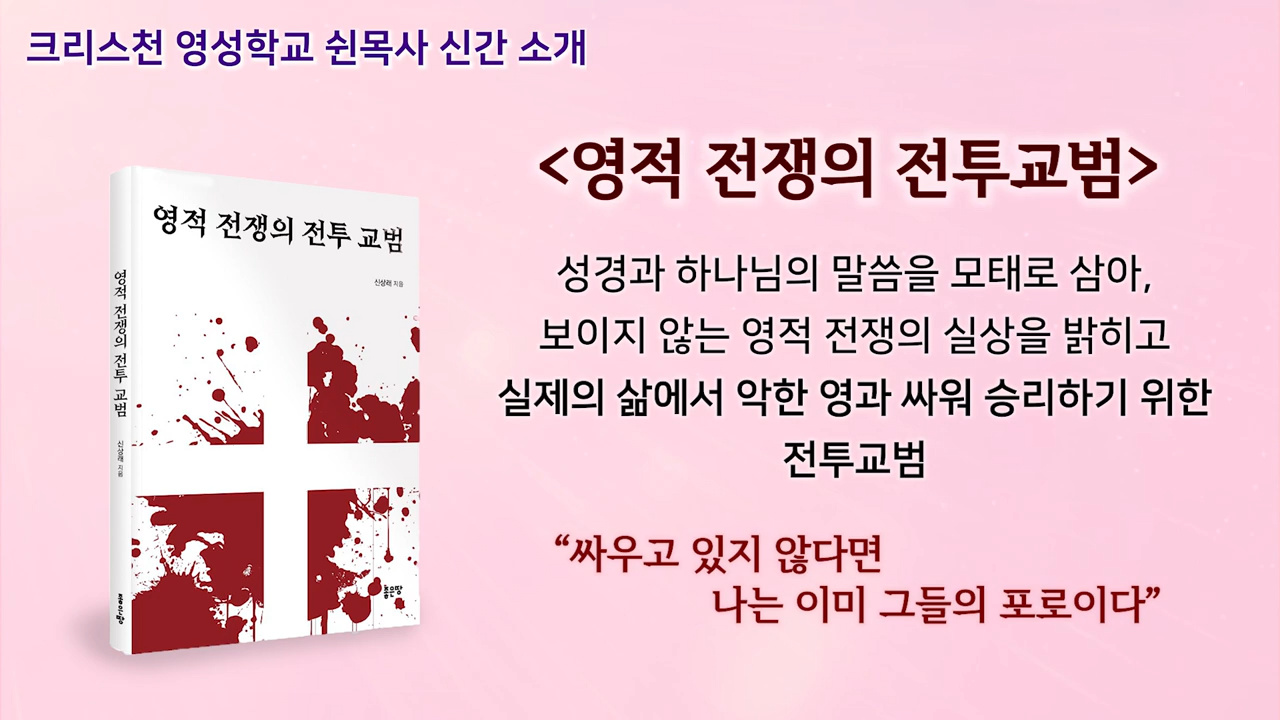 크리스천 영성학교 쉰목사 신간 소개
<영적 전쟁의 전투교범>
성경과 하나님의 말씀을 모태로 삼아,
보이지 않는 영적 전쟁의 실상을 밝히고
실제의 삶에서 악한 영과 싸워 승리하기 위한
전투교범
“싸우고 있지 않다면
나는 이미 그들의 포로이다”
영적 전쟁의 전투 교범
신상래 지음
좋은땅
영적 전쟁의 전투 교범
신상래 지음
좋은땅